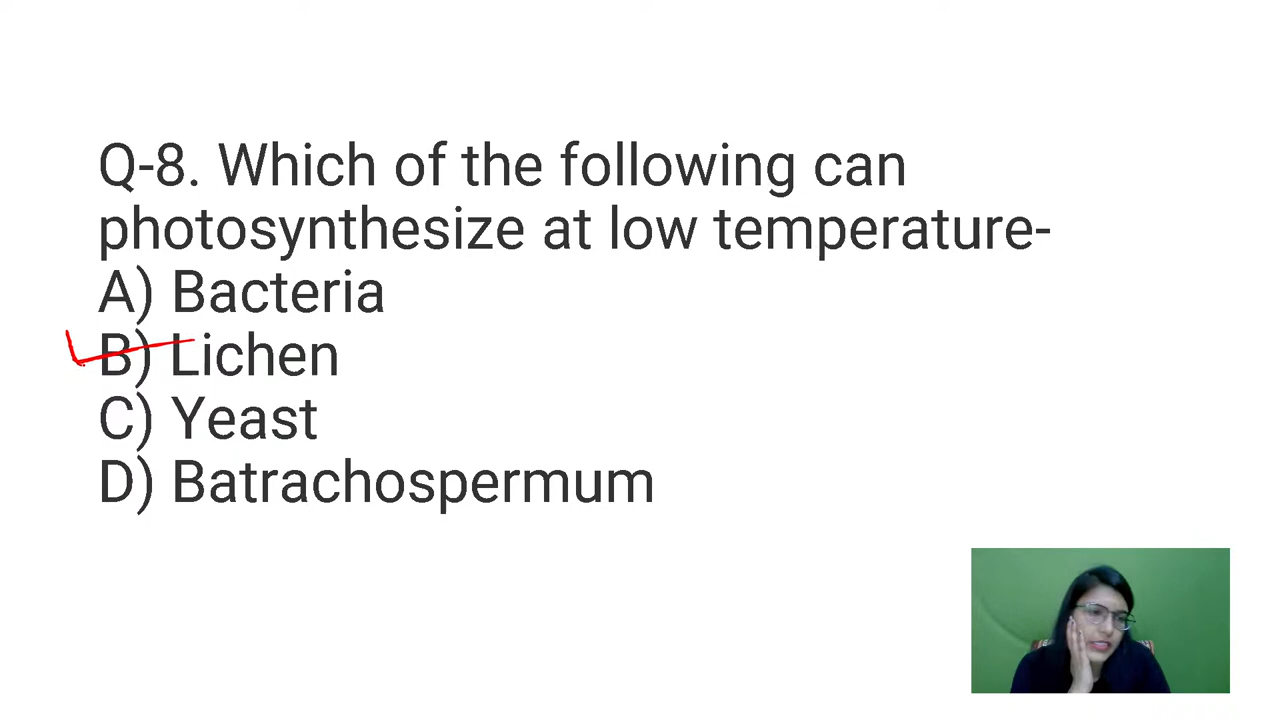 Q-8. Which of the following can
photosynthesize at low temperature-
A) Bacteria
B) Lichen
C) Yeast
D) Batrachospermum